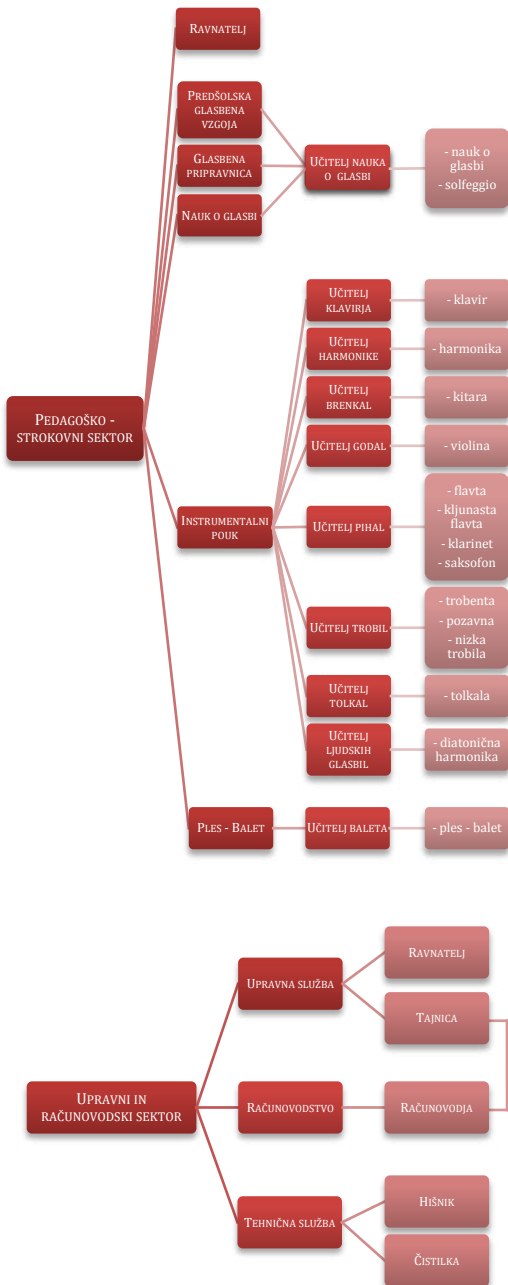 RAVNATELJ
PREDŠOLSKA
GLASBENA
VZGOJA
GLASBENA
PRIPRAVNICA
NAUK O GLASBI
UČITELJ NAUKA
O GLASBI
- nauk o
glasbi
- solfeggio
PEDAGOŠKO -
STROKOVNI SEKTOR
INSTRUMENTALNI
POUK
UČITELJ
KLAVIRJA
- klavir
UČITELJ
HARMONIKE
- harmonika
UČITELJ
BRENKAL
- kitara
UČITELJ GODAL
- violina
UČITELJ PIHAL
- flavta
- kljunasta
flavta
- klarinet
- saksofon
UČITELJ TROBIL
- trobenta
- pozavna
- nizka
trobila
UČITELJ
TOLKAL
- tolkala
UČITELJ
LJUDSKIH
GLASBIL
- diatonična
harmonika
PLES - BALET
UČITELJ BALETA
- ples - balet
UPRAVNI IN
RAČUNOVODSKI SEKTOR
UPRAVNA SLUŽBA
RAVNATELJ
TAJNICA
RAČUNOVODSTVO
RAČUNOVODJA
TEHNIČNA SLUŽBA
HIŠNIK
ČISTILKA